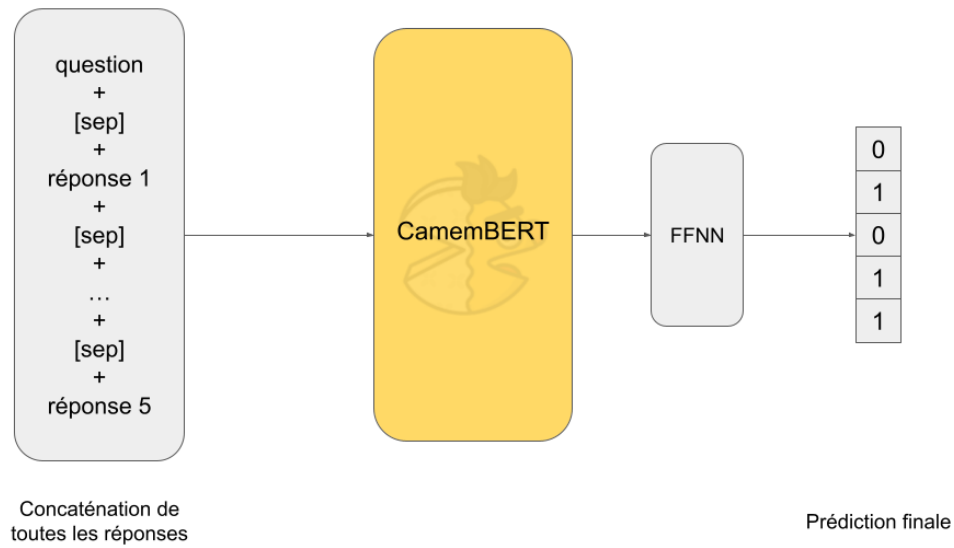 question
+
[sep]
+
réponse 1
+
[sep]
+
...
+
[sep]
+
réponse 5
CamemBERT
FFNN
0
1
0
1
1
Concaténation de
toutes les réponses
Prédiction finale